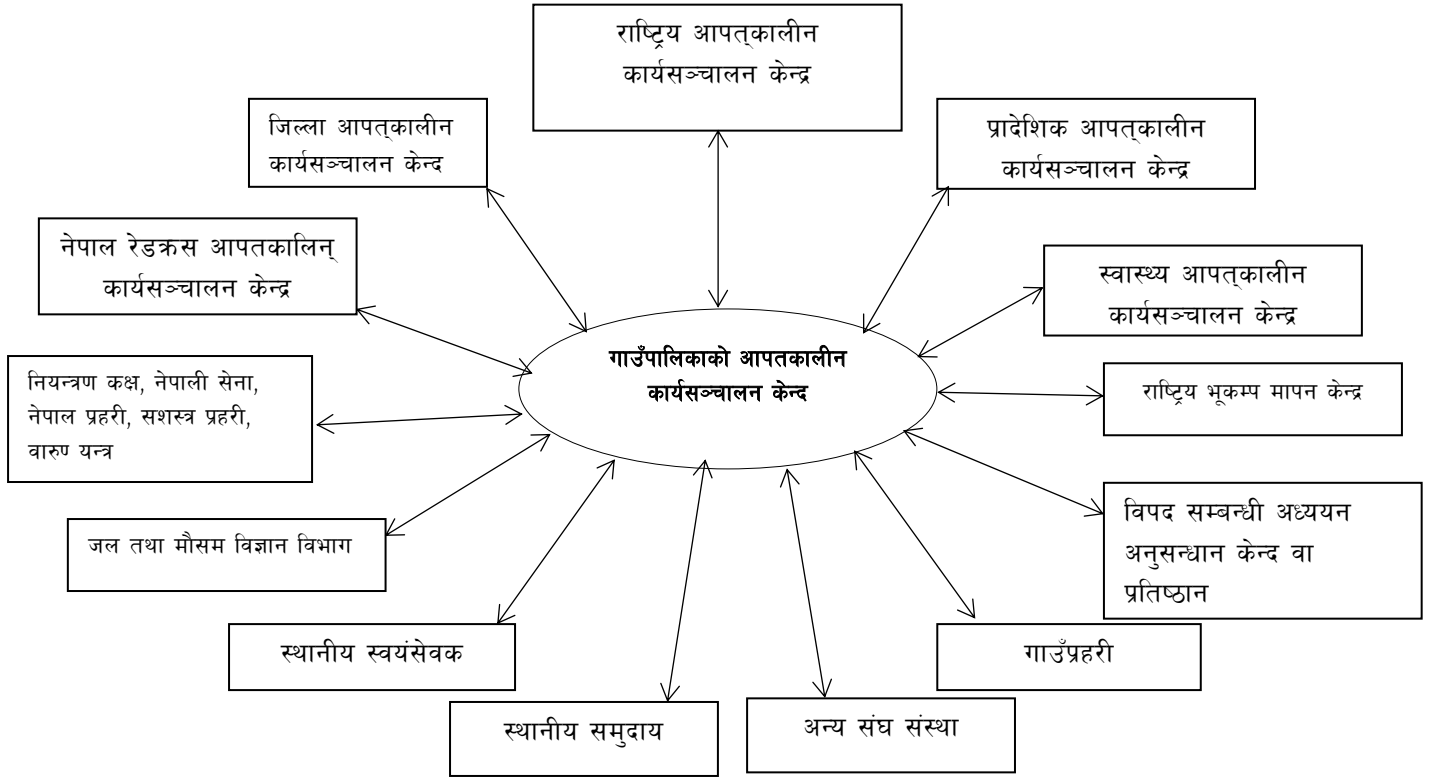 राष्ट्रिय आपत्कालीन
कार्यसञ्चालन केन्द्र
जिल्ला आपत्कालीन
कार्यसञ्चालन केन्द
प्रादेशिक आपत्कालीन
कार्यसञ्चालन केन्द्र
नेपाल रेडक्रस आपतकालिन्
कार्यसञ्चालन केन्द्र
स्वास्थ्य आपत्कालीन
कार्यसञ्चालन केन्द्र
गाउँपालिकाको आपतकालीन
कार्यसञ्चालन केन्द
नियन्त्रण कक्ष, नेपाली सेना,
नेपाल प्रहरी, सशस्त्र प्रहरी,
वारुण यन्त्र
राष्ट्रिय भूकम्प मापन केन्द्र
विपद सम्बन्धी अध्ययन
अनुसन्धान केन्द वा
प्रतिष्ठान
जल तथा मौसम विज्ञान विभाग
स्थानीय स्वयंसेवक
गाउँप्रहरी
स्थानीय समुदाय
अन्य संघ संस्था